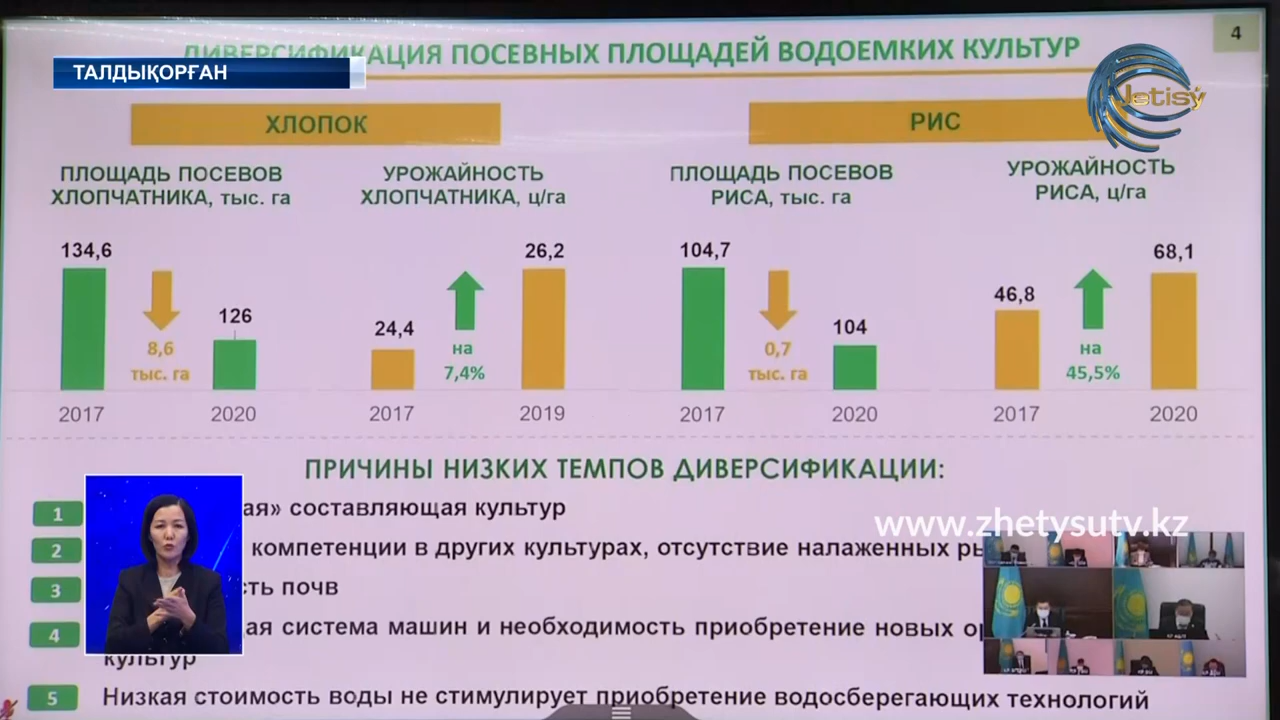 ДИВЕРСИФИКАЦИЯ ПОСЕВНЫХ ПЛОЩАДЕЙ ВОДОЕМКИХ КУЛЬТУР
4
ТАЛДЫҚОРҒАН
Jetisý
ХЛОПОК
РИС
ПЛОЩАДЬ ПОСЕВОВ
ХЛОПЧАТНИКА, тыс. га
УРОЖАЙНОСТЬ
ХЛОПЧАТНИКА, ц/га
ПЛОЩАДЬ ПОСЕВОВ
РИСА, тыс. га
УРОЖАЙНОСТЬ
РИСА, ц/га
134,6
126
8,6
тыс. га
2017
2020
24,4
26,2
на
7,4%
2017
2019
104,7
104
0,7
тыс. га
2017
2020
46,8
68,1
на
45,5%
2017
2020
ПРИЧИНЫ НИЗКИХ ТЕМПОВ ДИВЕРСИФИКАЦИИ:
1
ая» составляющая культур
www.zhetysutv.kz
2
компетенции в других культурах, отсутствие налаженных
3
сть почв
4
ая система машин и необходимость приобретение новых
культур
5 Низкая стоимость воды не стимулирует приобретение водосберегающих технологий